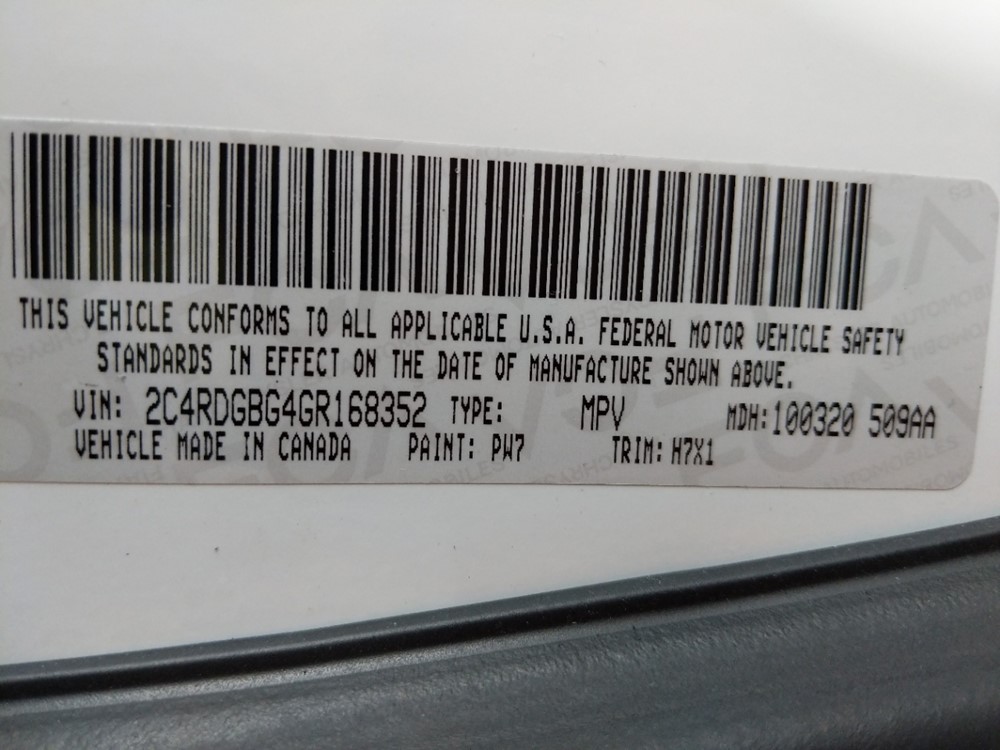 THIS VEHICLE CONFORMS TO ALL APPLICABLE U.S.A. FEDERAL MOTOR VEHICLE SAFETY
STANDARDS IN EFFECT ON THE DATE OF MANUFACTURE SHOWN ABOVE.
VIN: 2C4RDGBG4GR168352 TYPE: MPV MDH: 100320 509AA
VEHICLE MADE IN CANADA PAINT: PW7 TRIM: H7X1